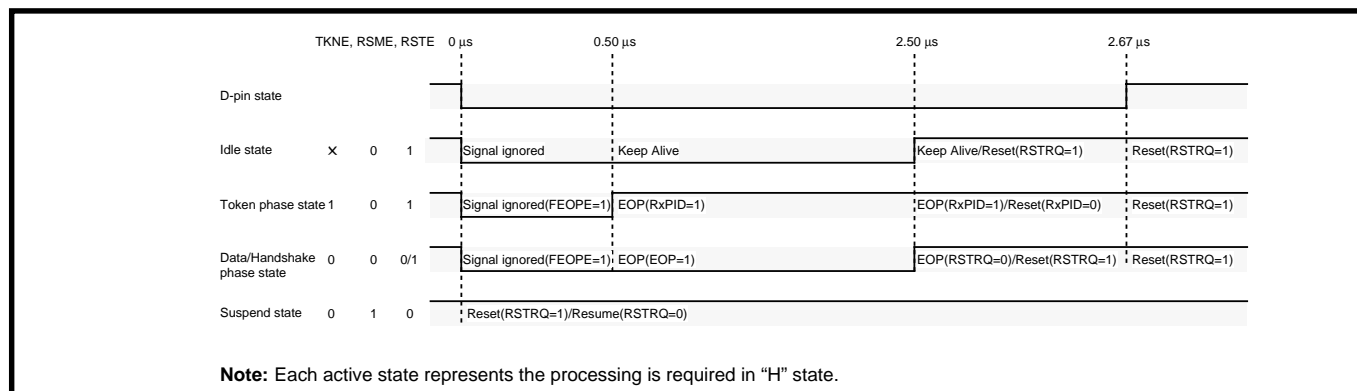 TKNE, RSME, RSTE 0 µs 0.50 µs 2.50 µs 2.67 µs
D-pin state
Idle state × 0 1 Signal ignored Keep Alive Keep Alive/Reset(RSTRQ=1) Reset(RSTRQ=1)
Token phase state 1 0 1 Signal ignored(FEOPE=1) EOP(RxPID=1) EOP(RxPID=1)/Reset(RxPID=0) Reset(RSTRQ=1)
Data/Handshake 0 0 0/1 Signal ignored(FEOPE=1) EOP(EOP=1) EOP(RSTRQ=0)/Reset(RSTRQ=1) Reset(RSTRQ=1)
phase state
Suspend state 0 1 0 Reset(RSTRQ=1)/Resume(RSTRQ=0)
Note: Each active state represents the processing is required in “H” state.